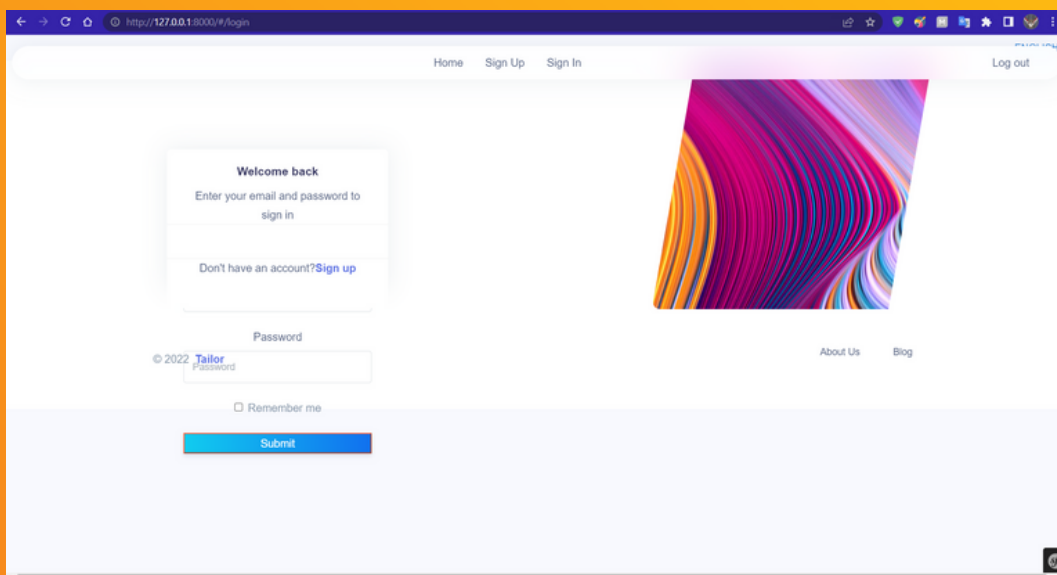 http://127.0.0.1:8000/#/login
Home Sign Up Sign In Log out
Welcome back
Enter your email and password to
sign in
Don't have an account?Sign up
Password
© 2022 Tailor
Password
Remember me
Submit
About Us Blog